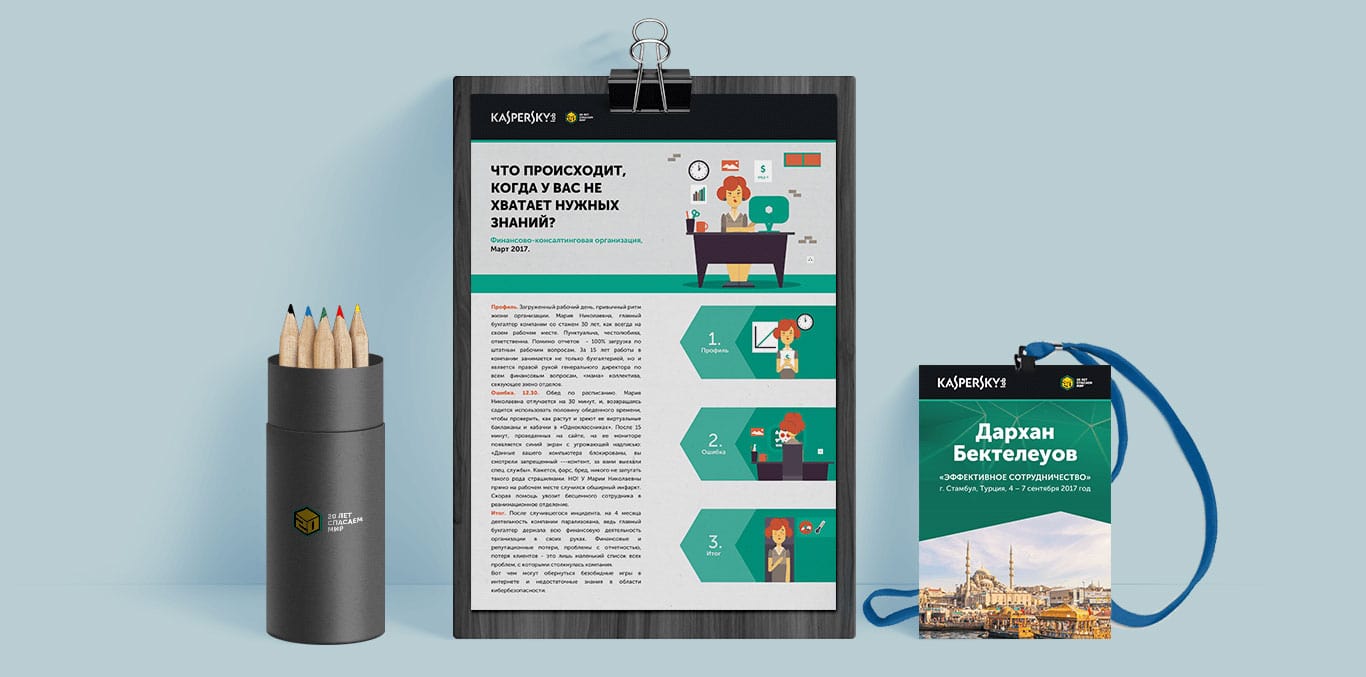 20 ЛЕТ
СПАСАЕМ
МИР
KASPERSKY LAB
20 ЛЕТ
СПАСАЕМ
МИР
ЧТО ПРОИСХОДИТ,
КОГДА У ВАС НЕ
ХВАТАЕТ НУЖНЫХ
ЗНАНИЙ?
Финансово-консалтинговая организация,
Март 2017.
$
Профиль. Загруженный рабочий день, привычный ритм
жизни организации. Мария Николаевна, главный
бухгалтер компании со стажем 30 лет, как всегда на
своем рабочем месте. Пунктуальна, честолюбива,
ответственна. Помимо отчетов - 100% загрузка по
штатным рабочим вопросам. За 15 лет работы в
компании занимается не только бухгалтерией, но и
является правой рукой генерального директора по
всем финансовым вопросам, «мама» коллектива,
связующее звено отделов.
Ошибка. 12.30. Обед по расписанию. Мария
Николаевна отлучается на 30 минут, и, возвращаясь
садится использовать половину обеденного времени,
чтобы проверить, как растут и зреют ее виртуальные
баклажаны и кабачки в «Одноклассниках». После 15
минут, проведенных на сайте, на ее мониторе
появляется синий экран с угрожающей надписью:
«Данные вашего компьютера блокированы, вы
смотрели запрещенный ---контент, за вами выехали
спец. службы». Кажется, фарс, бред, никого не запугать
такого рода страшилками. НО! У Марии Николаевны
прямо на рабочем месте случился обширный инфаркт.
Скорая помощь увозит бесценного сотрудника в
реанимационное отделение.
Итог. После случившегося инцидента, на 4 месяца
деятельность компании парализована, ведь главный
бухгалтер держала всю финансовую деятельность
организации в своих руках. Финансовые и
репутационные потери, проблемы с отчетностью,
потеря клиентов - это лишь маленький список всех
проблем, с которыми столкнулась компания.
Вот чем могут обернуться безобидные игры в
интернете и недостаточные знания в области
кибербезопасности.
1.
Профиль
2.
Ошибка
3.
Итог
KASPERSKY LAB
20 ЛЕТ
СПАСАЕМ
МИР
Дархан
Бектелеуов
«ЭФФЕКТИВНОЕ СОТРУДНИЧЕСТВО»
г. Стамбул, Турция, 4 – 7 сентября 2017 год